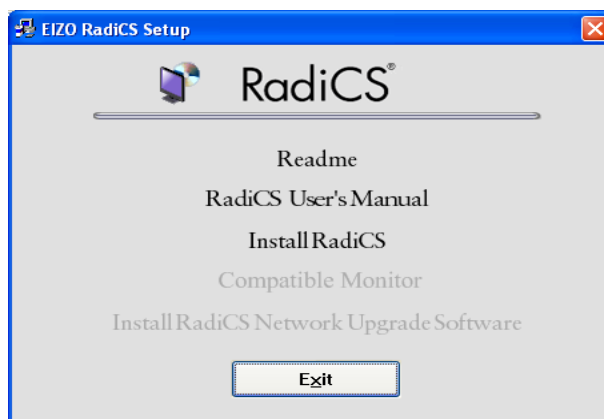 EIZO RadiCS Setup
RadiCS®
Readme
RadiCS User's Manual
Install RadiCS
Compatible Monitor
Install RadiCS Network Upgrade Software
Exit